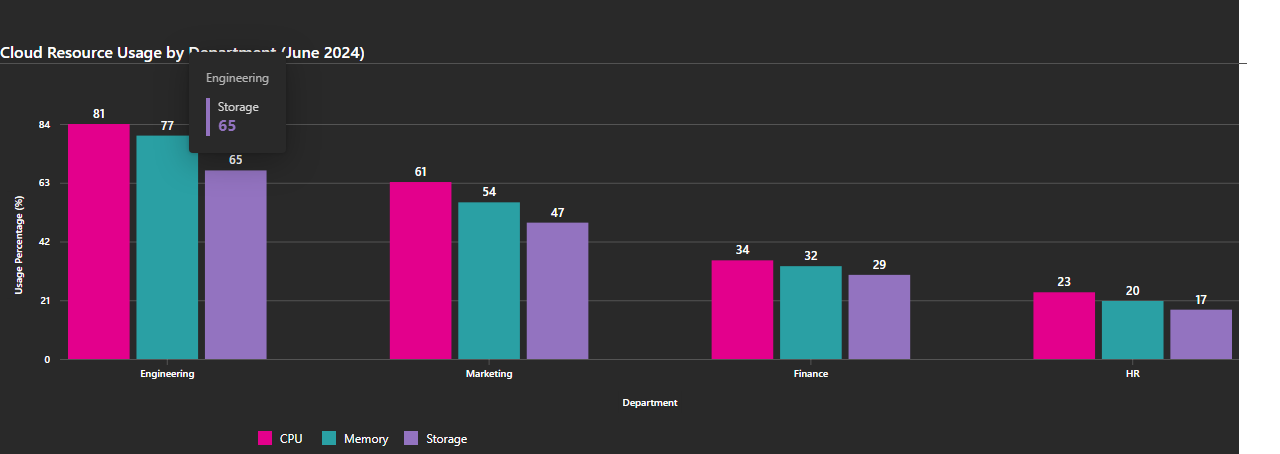 Cloud Resource Usage by Department (June 2024)
Engineering
Storage
65
81
77
65
61
54
47
34
32
29
23
20
17
84
63
42
21
0
Usage Percentage (%)
Engineering
Marketing
Finance
HR
Department
CPU
Memory
Storage